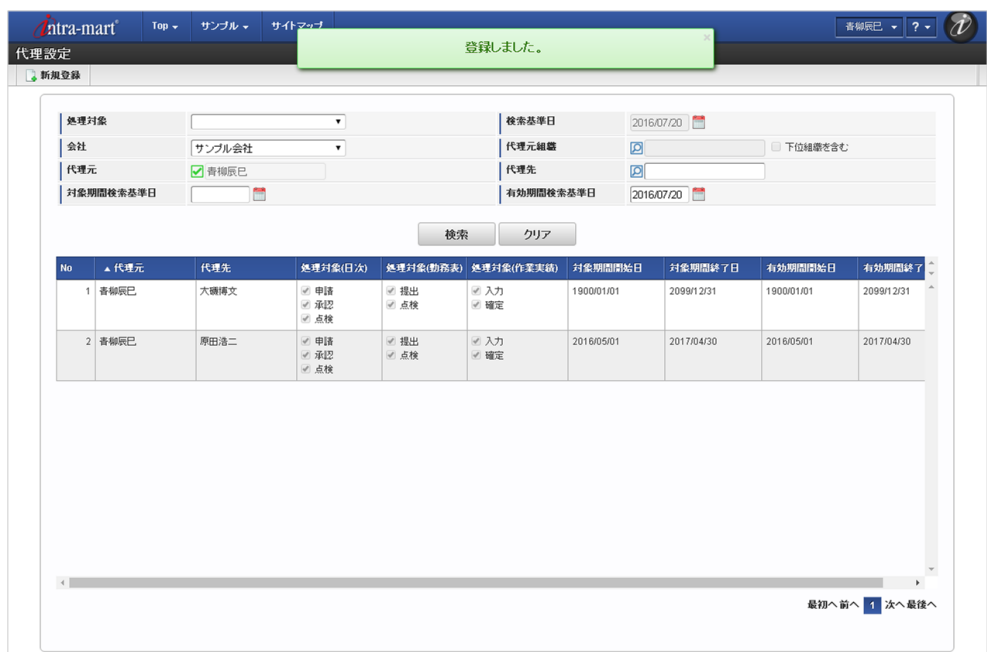 intra-mart® Top サンプル サイトマップ 青柳辰巳 ?
登録しました。 ×
代理設定
新規登録
処理対象 検索基準日 2016/07/20
会社 サンプル会社 代理元組織 下位組織を含む
代理元 青柳辰巳 代理先
対象期間検索基準日 有効期間検索基準日 2016/07/20
検索 クリア
No ▲代理元 代理先 処理対象(日次) 処理対象(勤務表) 処理対象(作業実績) 対象期間開始日 対象期間終了日 有効期間開始日 有効期間終了
1 青柳辰巳 大磯博文 申請 提出 入力 1900/01/01 2099/12/31 1900/01/01 2099/12/31
承認 点検 確定
点検
2 青柳辰巳 原田浩二 申請 提出 入力 2016/05/01 2017/04/30 2016/05/01 2017/04/30
承認 点検 確定
点検
最初へ 前へ 1 次へ 最後へ